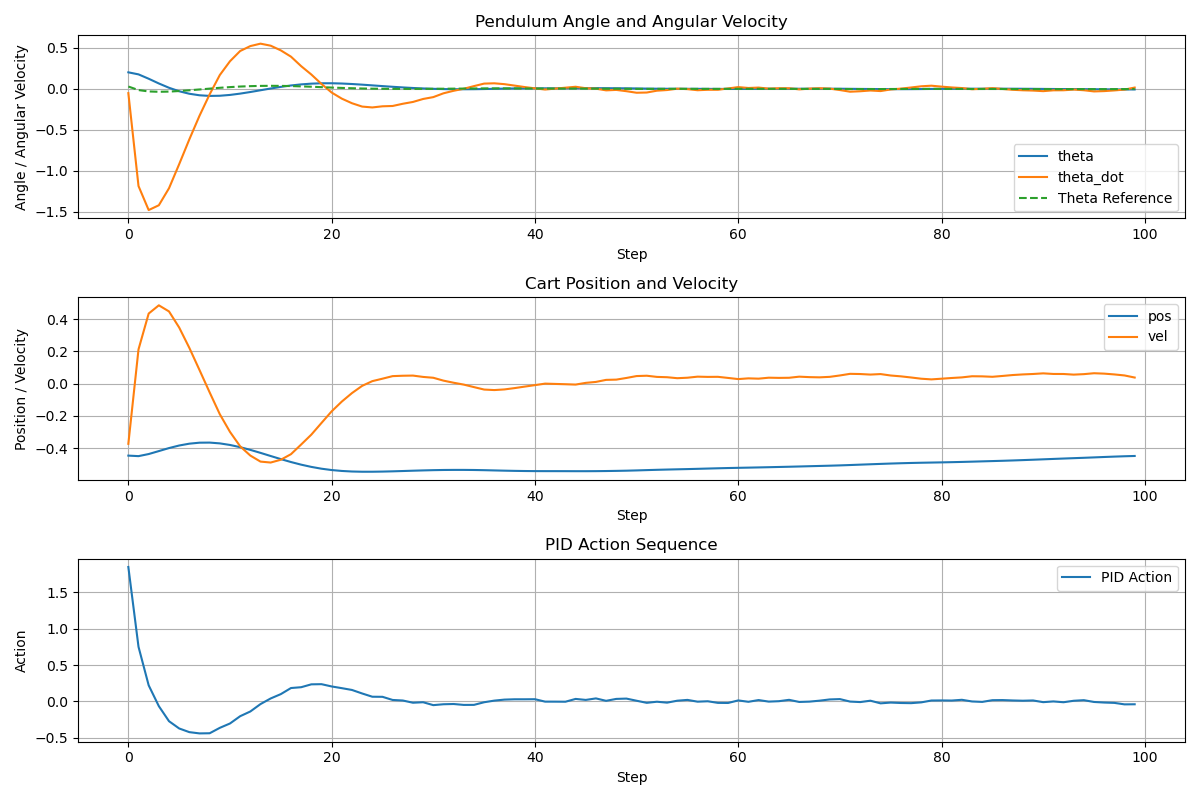 Pendulum Angle and Angular Velocity
Angle / Angular Velocity
0.5
0.0
−0.5
−1.0
−1.5
theta
theta_dot
Theta Reference
0 20 40 60 80 100
Step
Cart Position and Velocity
Position / Velocity
0.4
0.2
0.0
−0.2
−0.4
pos
vel
0 20 40 60 80 100
Step
PID Action Sequence
Action
1.5
1.0
0.5
0.0
−0.5
PID Action
0 20 40 60 80 100
Step